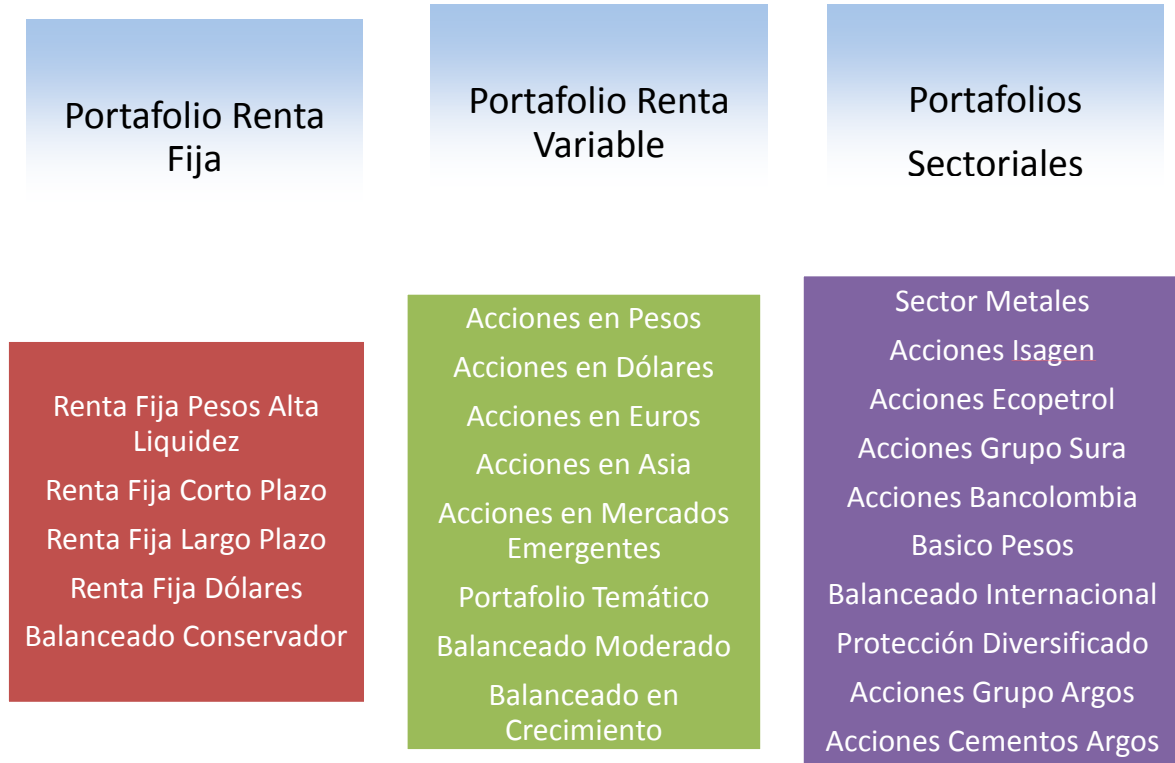 Portafolio Renta
Fija
Renta Fija Pesos Alta
Liquidez
Renta Fija Corto Plazo
Renta Fija Largo Plazo
Renta Fija Dólares
Balanceado Conservador
Portafolio Renta
Variable
Acciones en Pesos
Acciones en Dólares
Acciones en Euros
Acciones en Asia
Acciones en Mercados
Emergentes
Portafolio Temático
Balanceado Moderado
Balanceado en
Crecimiento
Portafolios
Sectoriales
Sector Metales
Acciones Isagen
Acciones Ecopetrol
Acciones Grupo Sura
Acciones Bancolombia
Basico Pesos
Balanceado Internacional
Protección Diversificado
Acciones Grupo Argos
Acciones Cementos Argos